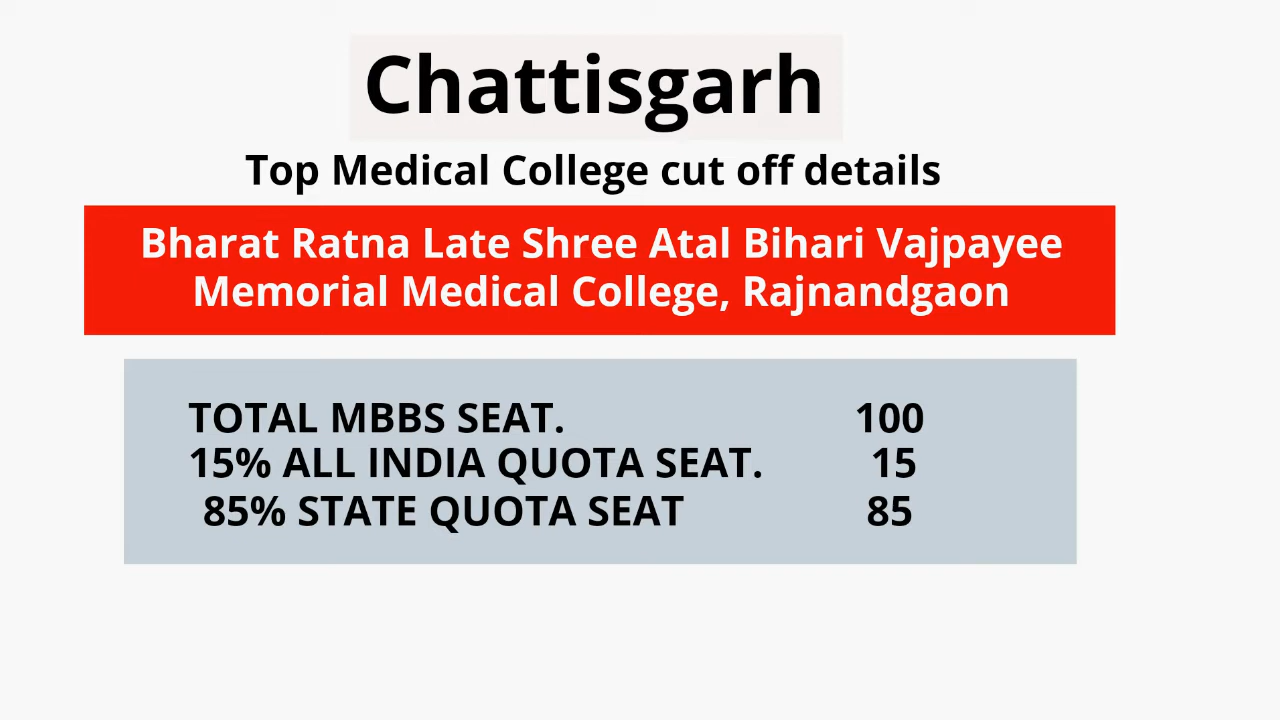 Chattisgarh
Top Medical College cut off details
Bharat Ratna Late Shree Atal Bihari Vajpayee
Memorial Medical College, Rajnandgaon
TOTAL MBBS SEAT. 100
15% ALL INDIA QUOTA SEAT. 15
85% STATE QUOTA SEAT 85